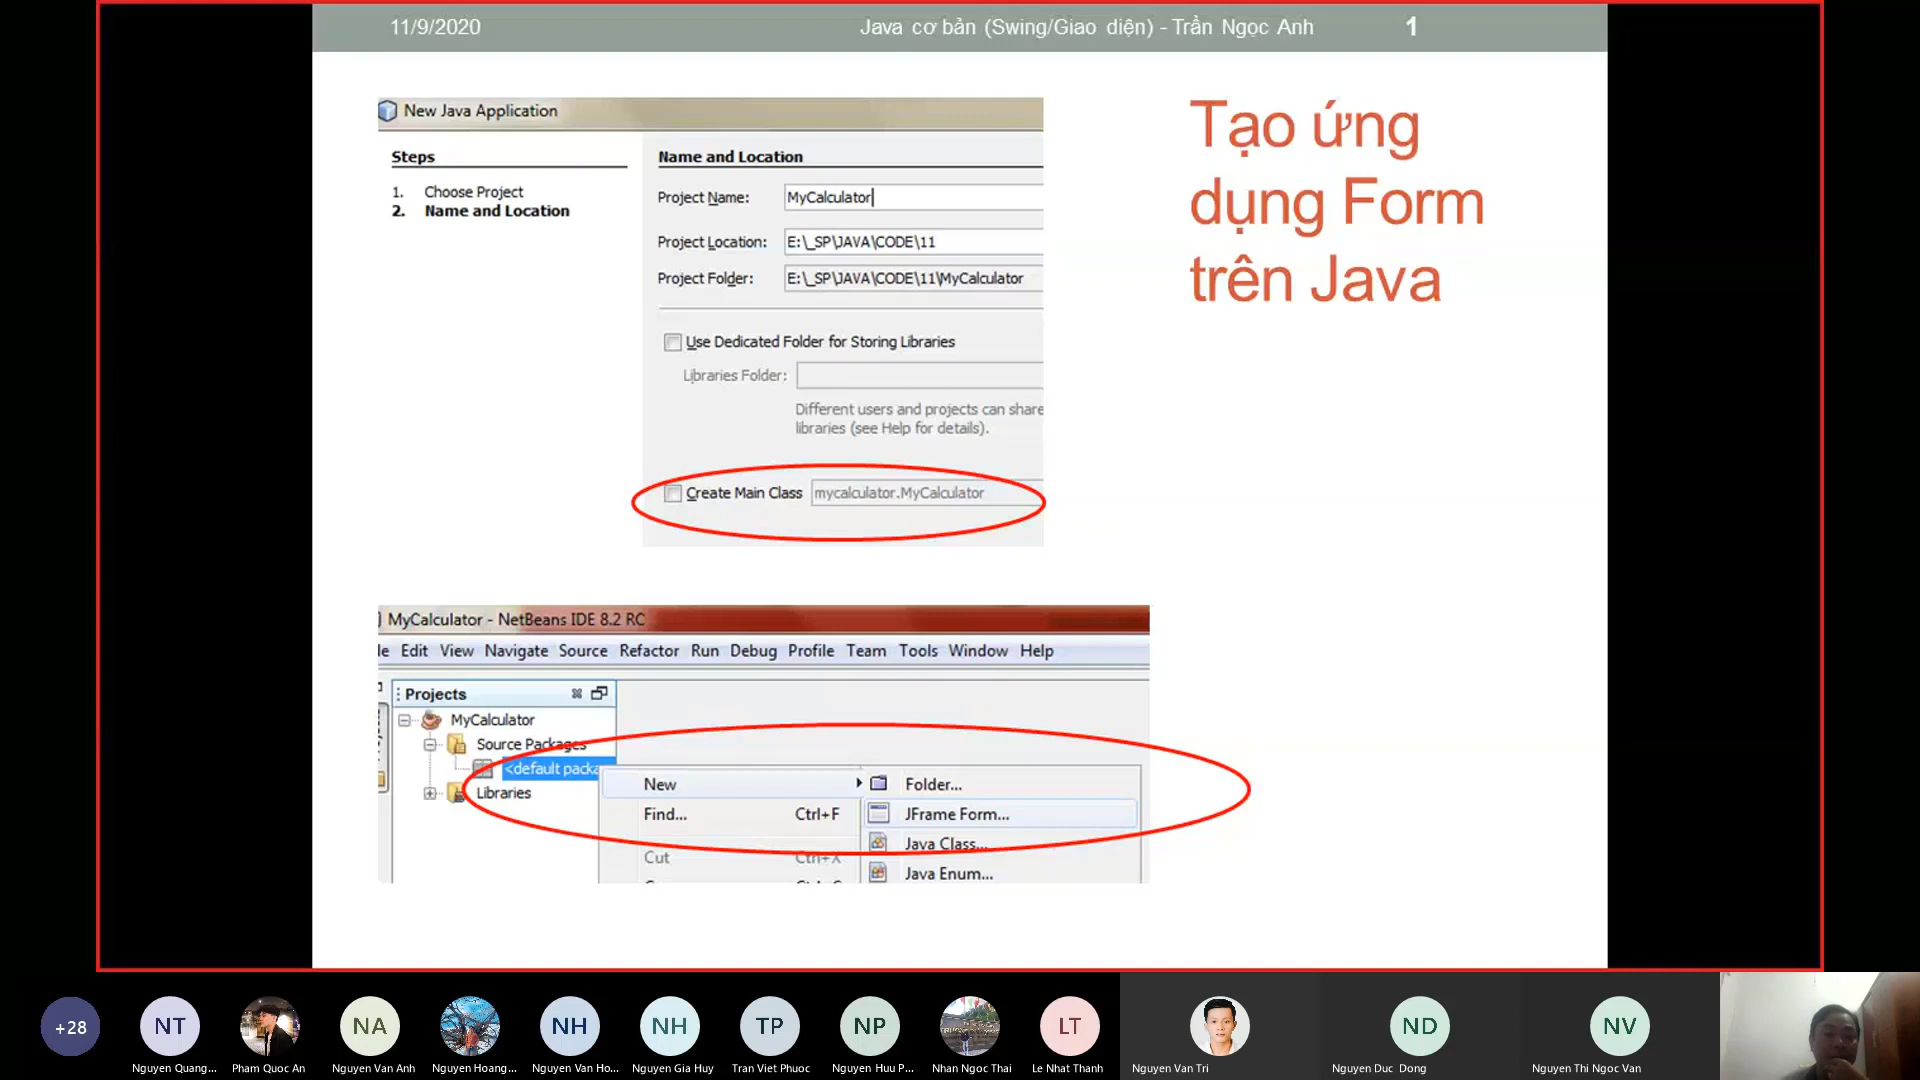 11/9/2020
Java cơ bản (Swing/Giao diện) - Trần Ngọc Anh
1
New Java Application
Steps
1. Choose Project
2. Name and Location
Name and Location
Project Name: MyCalculator
Project Location: E:\_SP\JAVA\CODE\11
Project Folder: E:\_SP\JAVA\CODE\11\MyCalculator
Use Dedicated Folder for Storing Libraries
Libraries Folder:
Different users and projects can share
libraries (see Help for details).
Create Main Class mycalculator.MyCalculator
Tạo ứng
dụng Form
trên Java
MyCalculator - NetBeans IDE 8.2 RC
le Edit View Navigate Source Refactor Run Debug Profile Team Tools Window Help
Projects
MyCalculator
Source Packages
<default packa
Libraries
New
Find... Ctrl+F
Cut Ctrl+X
Folder...
JFrame Form...
Java Class...
Java Enum...
+28
NT
NA
NH
NH
TP
NP
LT
ND
NV
Nguyen Quang...
Pham Quoc An
Nguyen Van Anh
Nguyen Hoang...
Nguyen Van Ho...
Nguyen Gia Huy
Tran Viet Phuoc
Nguyen Huu P...
Nhan Ngoc Thai
Le Nhat Thanh
Nguyen Van Tri
Nguyen Duc Dong
Nguyen Thi Ngoc Van